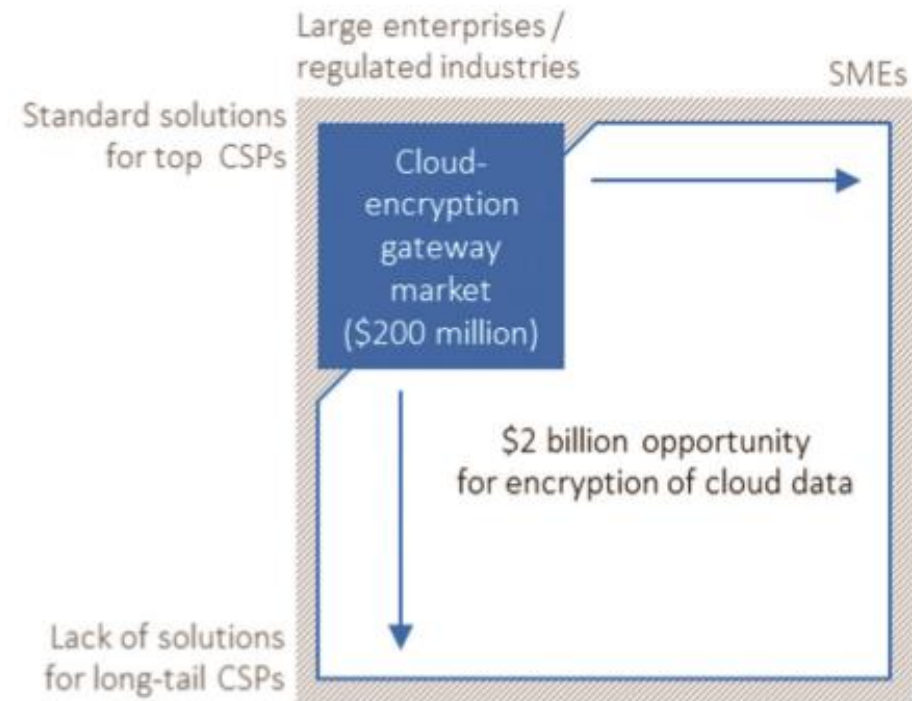 Large enterprises /
regulated industries
SMEs
Standard solutions
for top CSPs
Cloud-
encryption
gateway
market
($200 million)
$2 billion opportunity
for encryption of cloud data
Lack of solutions
for long-tail CSPs